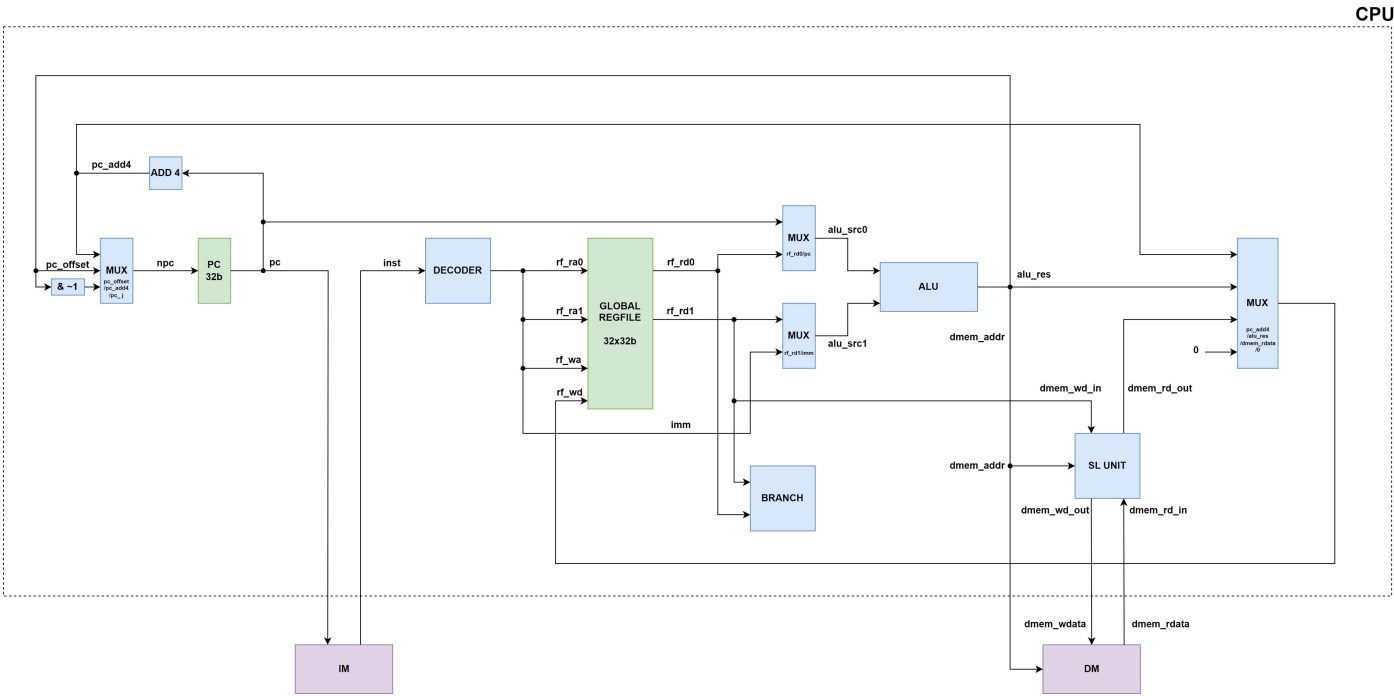 CPU
pc_add4
ADD 4
pc_offset
& ~1
MUX
pc_offset
/pc_add4
/pc_j
npc
PC
32b
pc
inst
DECODER
rf_ra0
rf_ra1
rf_wa
rf_wd
GLOBAL
REGFILE
32x32b
rf_rd0
rf_rd1
imm
MUX
rf_rd0/pc
alu_src0
MUX
rf_rd1/imm
alu_src1
BRANCH
ALU
alu_res
dmem_addr
dmem_wd_in
dmem_rd_out
dmem_addr
SL UNIT
dmem_wd_out
dmem_rd_in
0
MUX
pc_add4
/alu_res
/dmem_rdata
/0
dmem_wdata
dmem_rdata
IM
DM